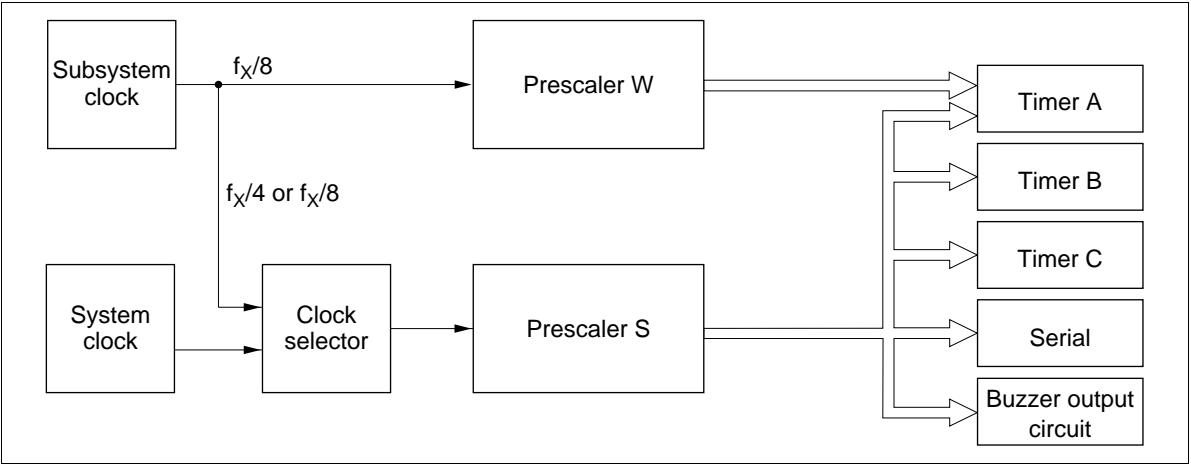 Subsystem
clock
fX/8
Prescaler W
Timer A
Timer B
fX/4 or fX/8
Timer C
System
clock
Clock
selector
Prescaler S
Serial
Buzzer output
circuit